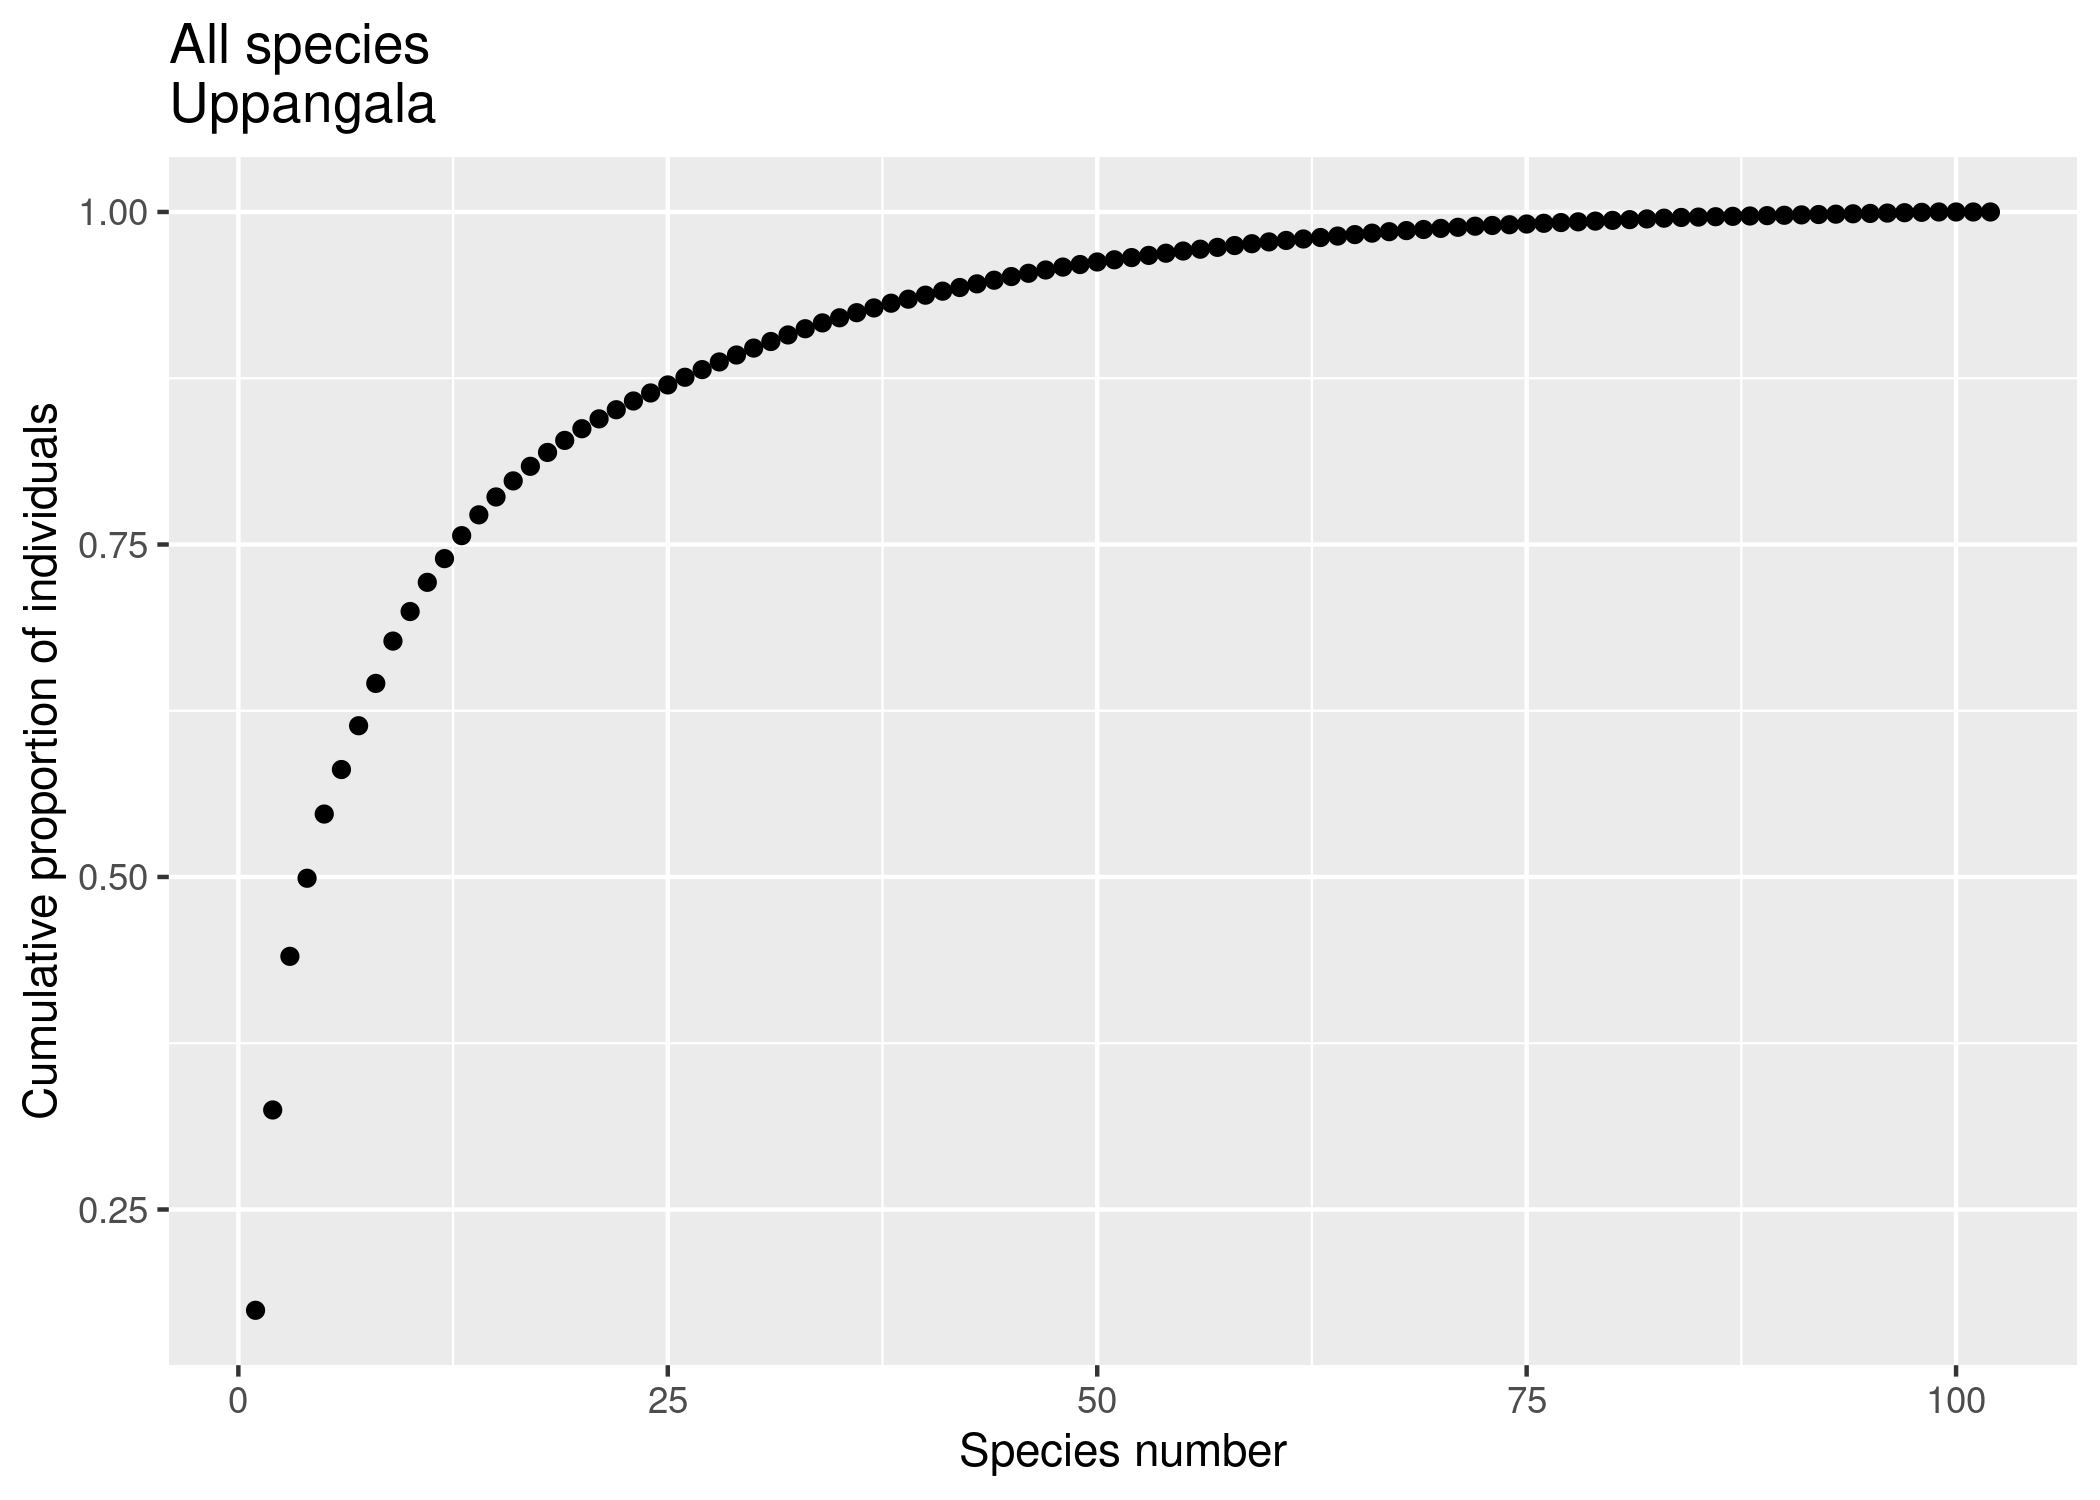 All species
Uppangala
Cumulative proportion of individuals
1.00
0.75
0.50
0.25
0 25 50 75 100
Species number